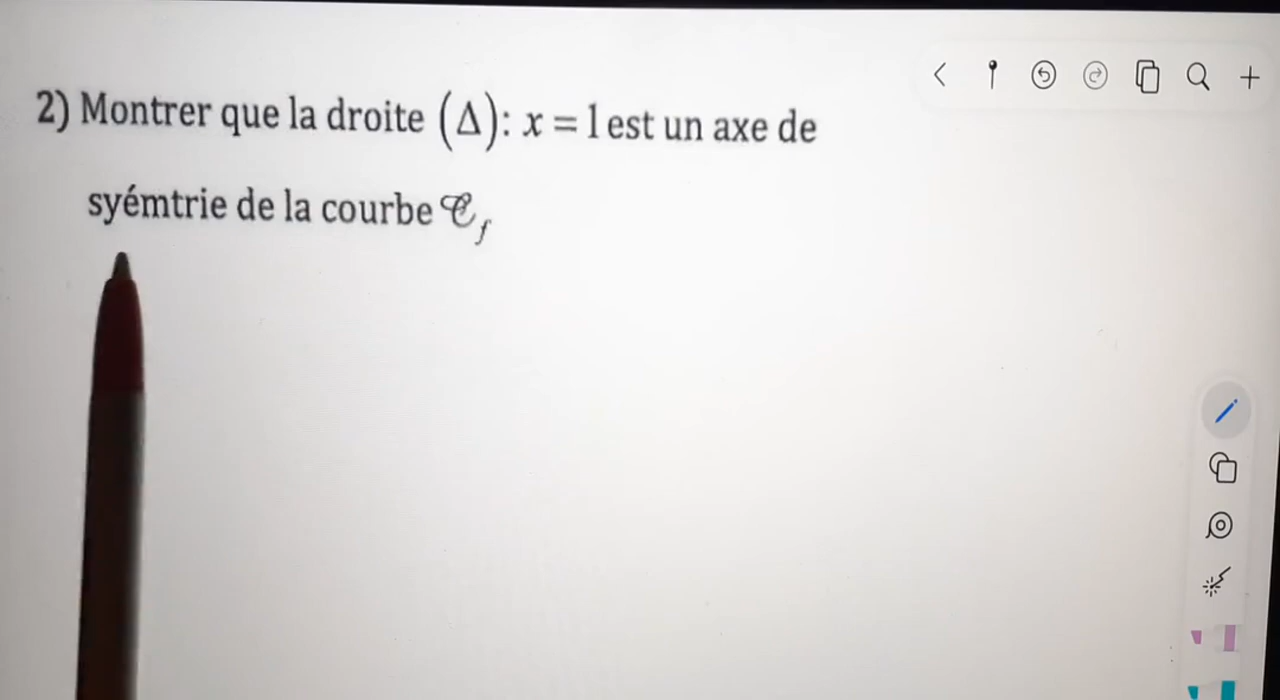 2) Montrer que la droite (Δ): x = 1 est un axe de
syémtrie de la courbe 𝒞f